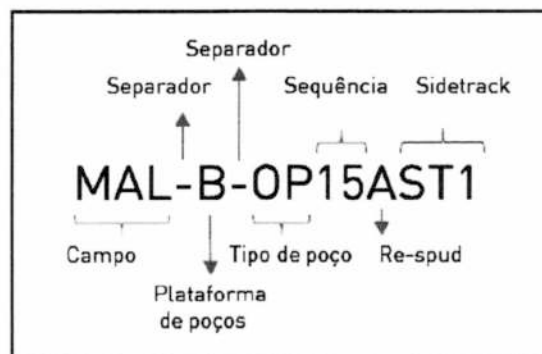 Separador
Separador Sequência Sidetrack
MAL-B-OP15AST1
Campo Tipo de poço Re-spud
Plataforma
de poços